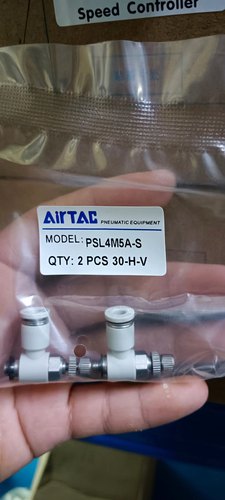 Speed Controller
AirTAC PNEUMATIC EQUIPMENT
MODEL: PSL4M5A-S
QTY: 2 PCS 30-H-V